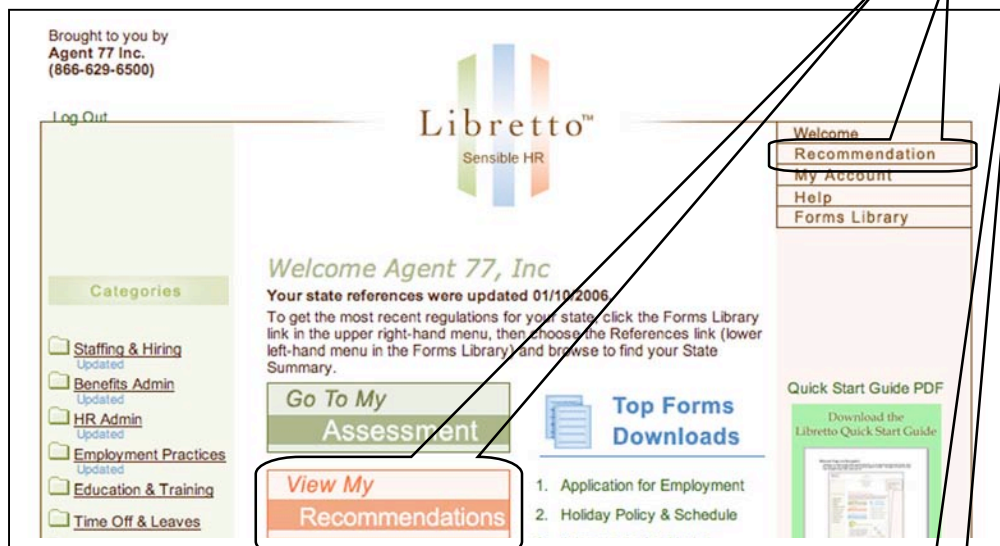 Brought to you by
Agent 77 Inc.
(866-629-6500)
Log Out
Libretto™
Sensible HR
Welcome
Recommendation
My Account
Help
Forms Library
Categories
Staffing & Hiring
Updated
Benefits Admin
Updated
HR Admin
Updated
Employment Practices
Updated
Education & Training
Time Off & Leaves
Welcome Agent 77, Inc
Your state references were updated 01/10/2006.
To get the most recent regulations for your state, click the Forms Library
link in the upper right-hand menu, then choose the References link (lower
left-hand menu in the Forms Library) and browse to find your State
Summary.
Go To My
Assessment
View My
Recommendations
Top Forms
Downloads
1. Application for Employment
2. Holiday Policy & Schedule
Quick Start Guide PDF
Download the
Libretto Quick Start Guide